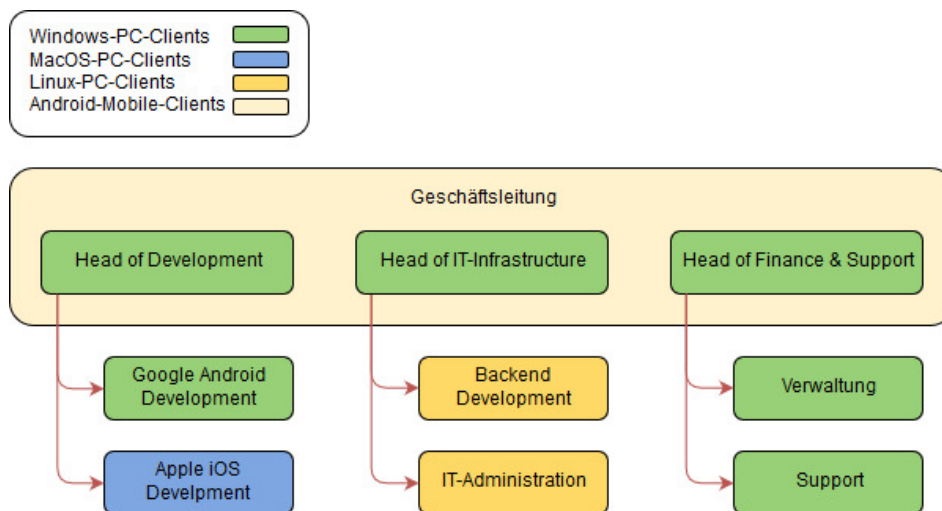 Windows-PC-Clients
MacOS-PC-Clients
Linux-PC-Clients
Android-Mobile-Clients
Geschäftsleitung
Head of Development
Head of IT-Infrastructure
Head of Finance & Support
Google Android
Development
Backend
Development
Verwaltung
Apple iOS
Develpment
IT-Administration
Support